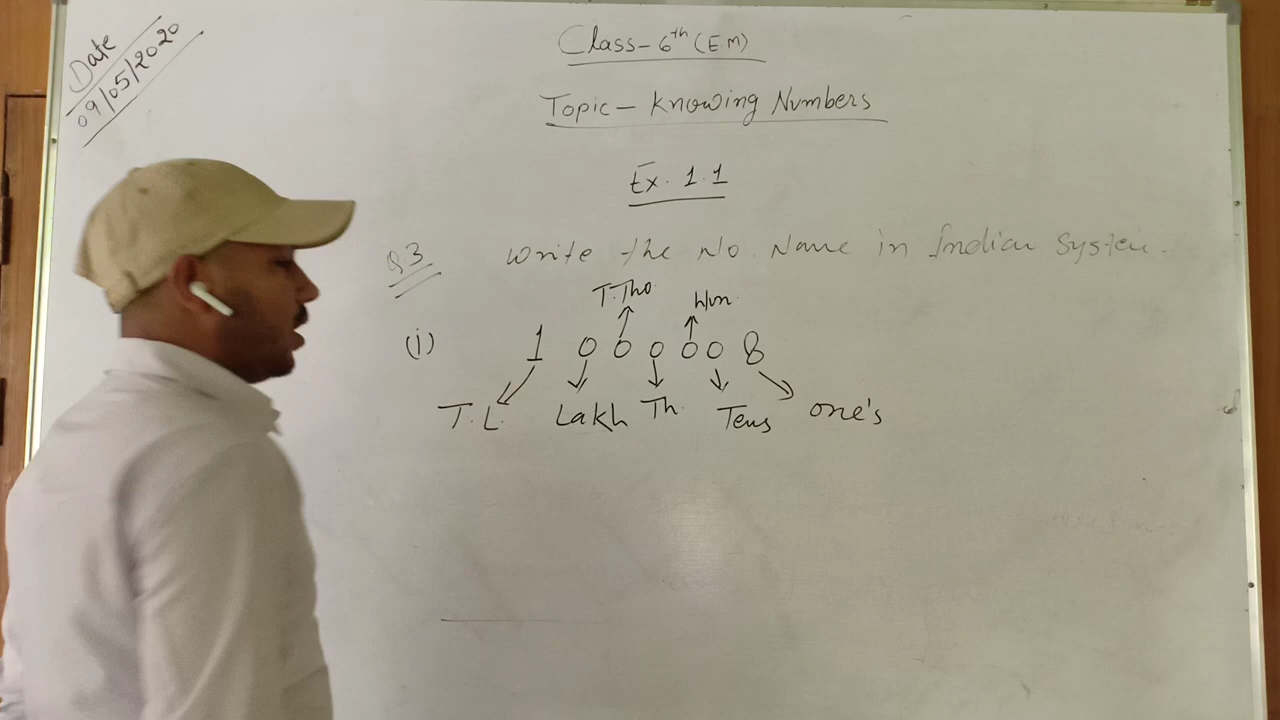 Date
09/05/2020
Class-6th (EM)
Topic - Knowing Numbers
Ex. 1.1
Q3 Write the No. Name in Indian System.
T.Tho. Hun.
(i) 1 0 0 0 0 0 8
T.L. Lakh Th. Tens one's